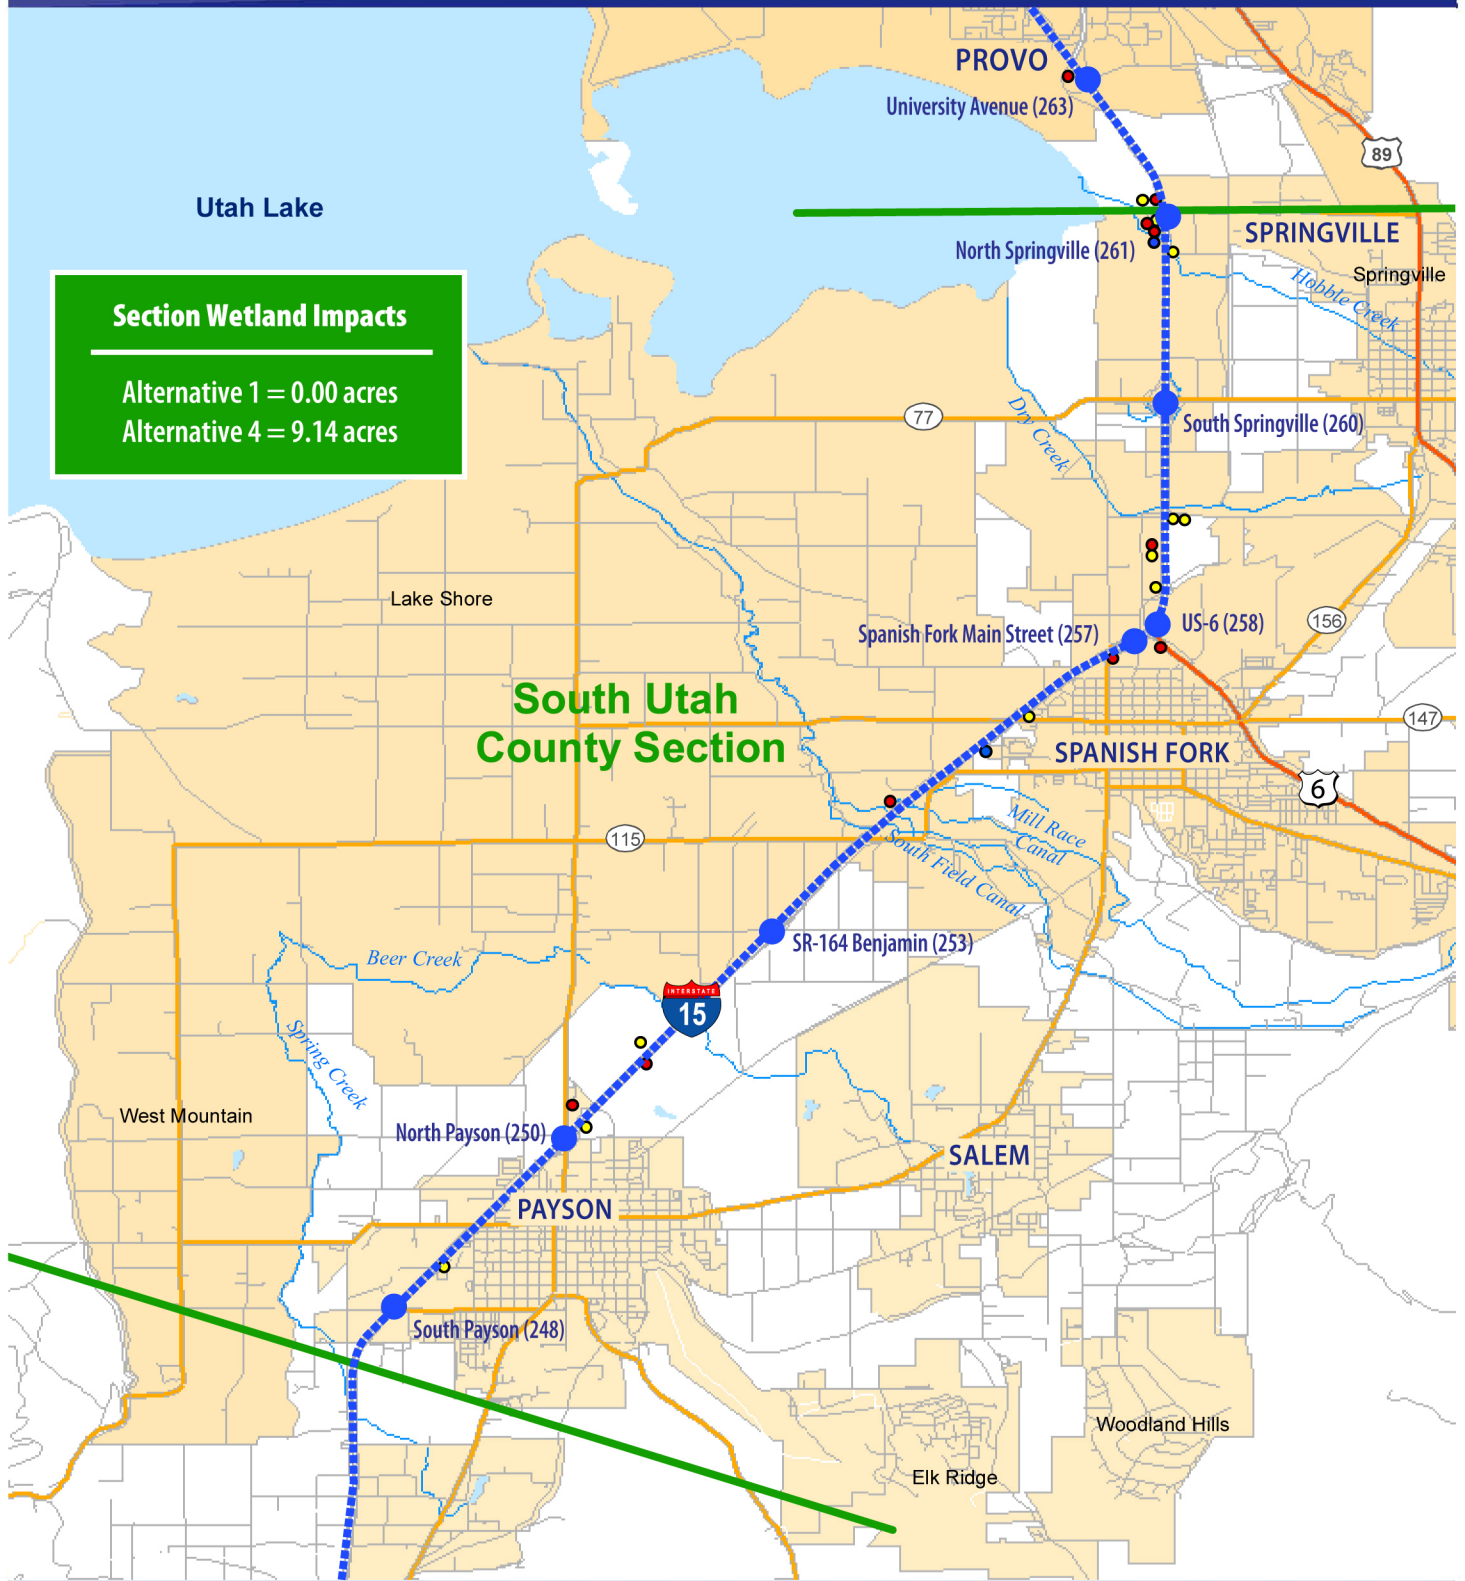 PROVO
University Avenue (263)
89
Utah Lake
SPRINGVILLE
North Springville (261)
Springville
Hobble Creek
Section Wetland Impacts
Alternative 1 = 0.00 acres
Alternative 4 = 9.14 acres
77
Dry Creek
South Springville (260)
Lake Shore
US-6 (258)
156
Spanish Fork Main Street (257)
South Utah
County Section
147
SPANISH FORK
6
Mill Race
Canal
115
South Field Canal
SR-164 Benjamin (253)
Beer Creek
INTERSTATE
15
Spring Creek
West Mountain
North Payson (250)
SALEM
PAYSON
South Payson (248)
Woodland Hills
Elk Ridge